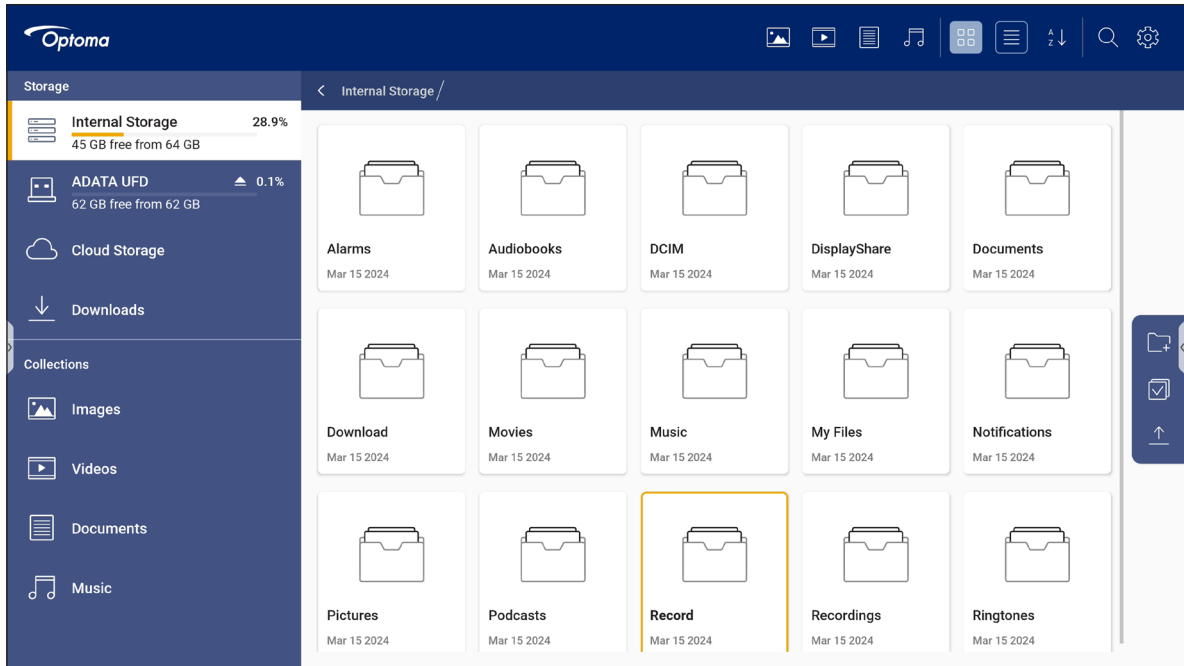 Optoma
A
Z
Storage
Internal Storage /
Internal Storage 28.9%
45 GB free from 64 GB
ADATA UFD 0.1%
62 GB free from 62 GB
Cloud Storage
Downloads
Collections
Images
Videos
Documents
Music
Alarms Audiobooks DCIM DisplayShare Documents
Mar 15 2024 Mar 15 2024 Mar 15 2024 Mar 15 2024 Mar 15 2024
Download Movies Music My Files Notifications
Mar 15 2024 Mar 15 2024 Mar 15 2024 Mar 15 2024 Mar 15 2024
Pictures Podcasts Record Recordings Ringtones
Mar 15 2024 Mar 15 2024 Mar 15 2024 Mar 15 2024 Mar 15 2024